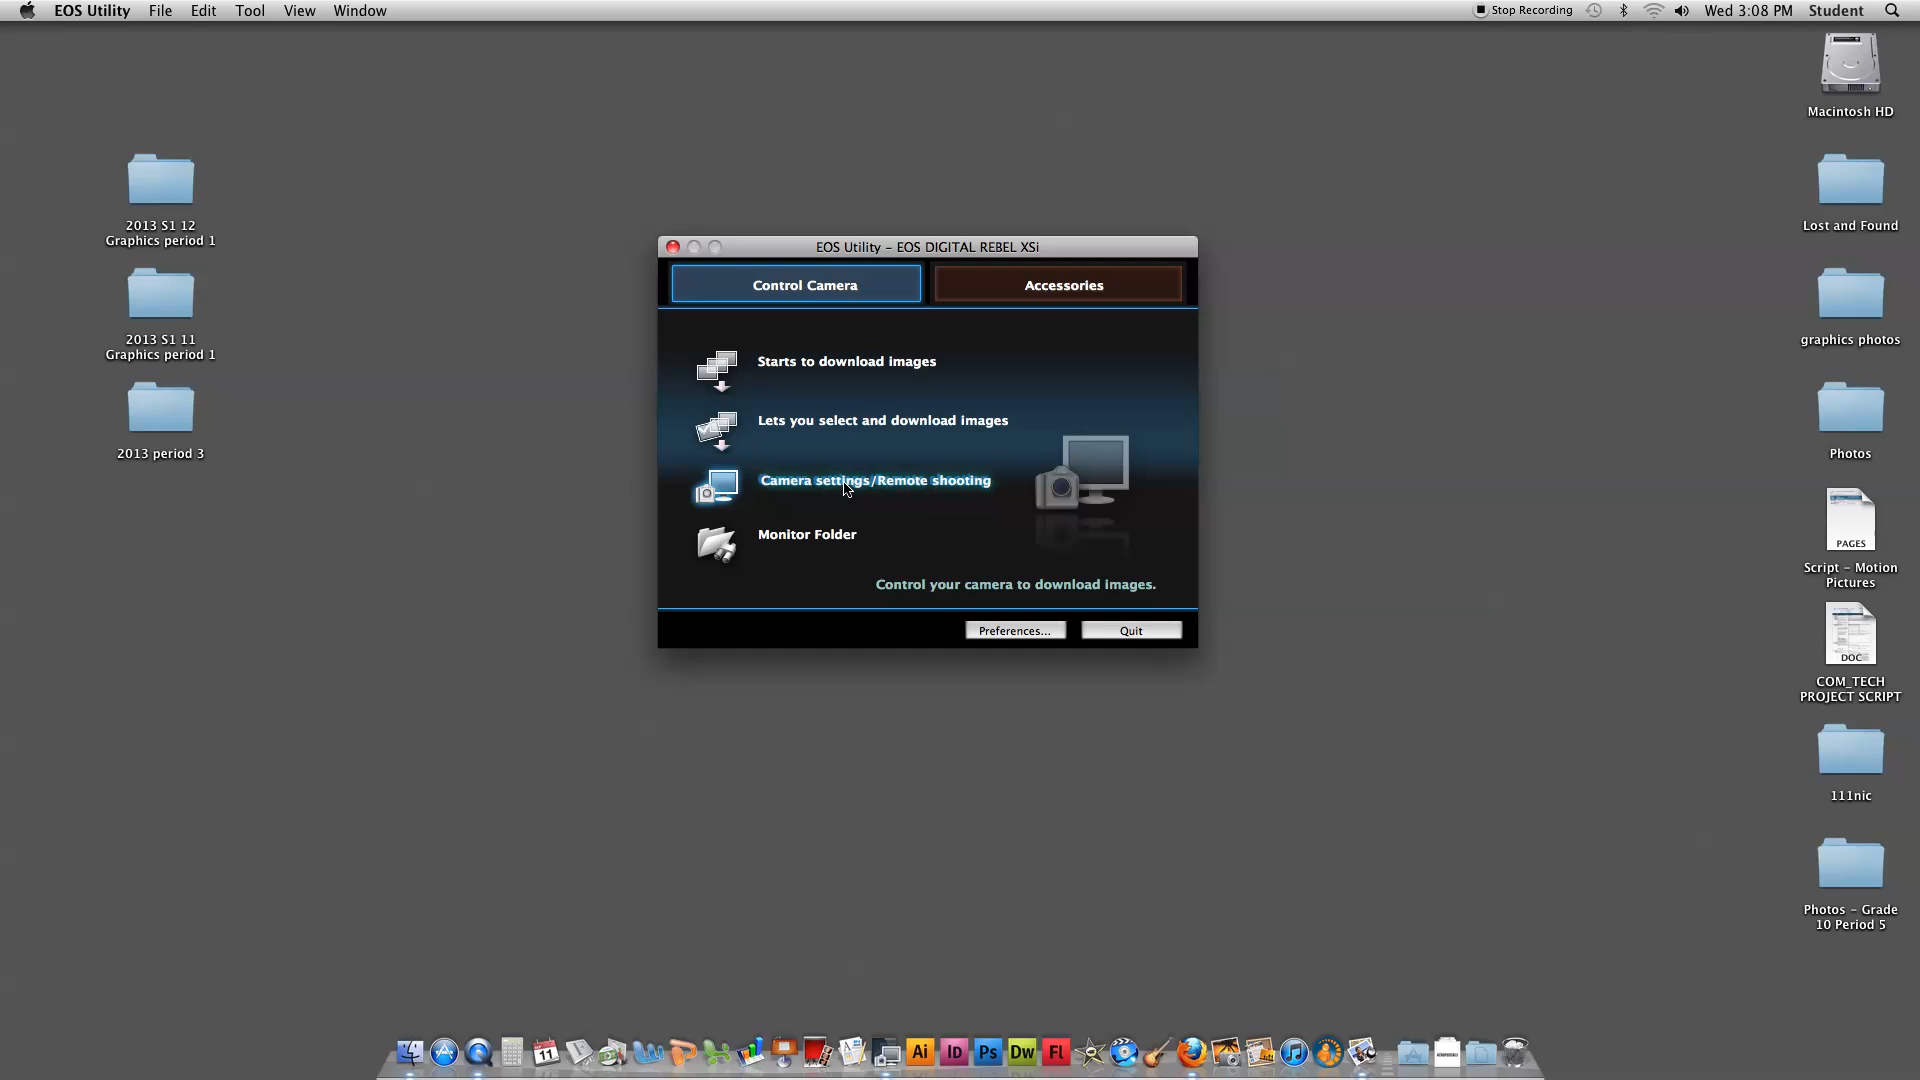 EOS Utility File Edit Tool View Window
Stop Recording Wed 3:08 PM Student
Macintosh HD
2013 S1 12
Graphics period 1
Lost and Found
2013 S1 11
Graphics period 1
graphics photos
2013 period 3
Photos
EOS Utility - EOS DIGITAL REBEL XSi
Control Camera
Accessories
Starts to download images
Lets you select and download images
Camera settings/Remote shooting
Monitor Folder
Control your camera to download images.
Preferences...
Quit
PAGES
Script - Motion
Pictures
DOC
COM_TECH
PROJECT SCRIPT
111nic
Photos - Grade
10 Period 5
11
Ai
Id
Ps
Dw
Fl